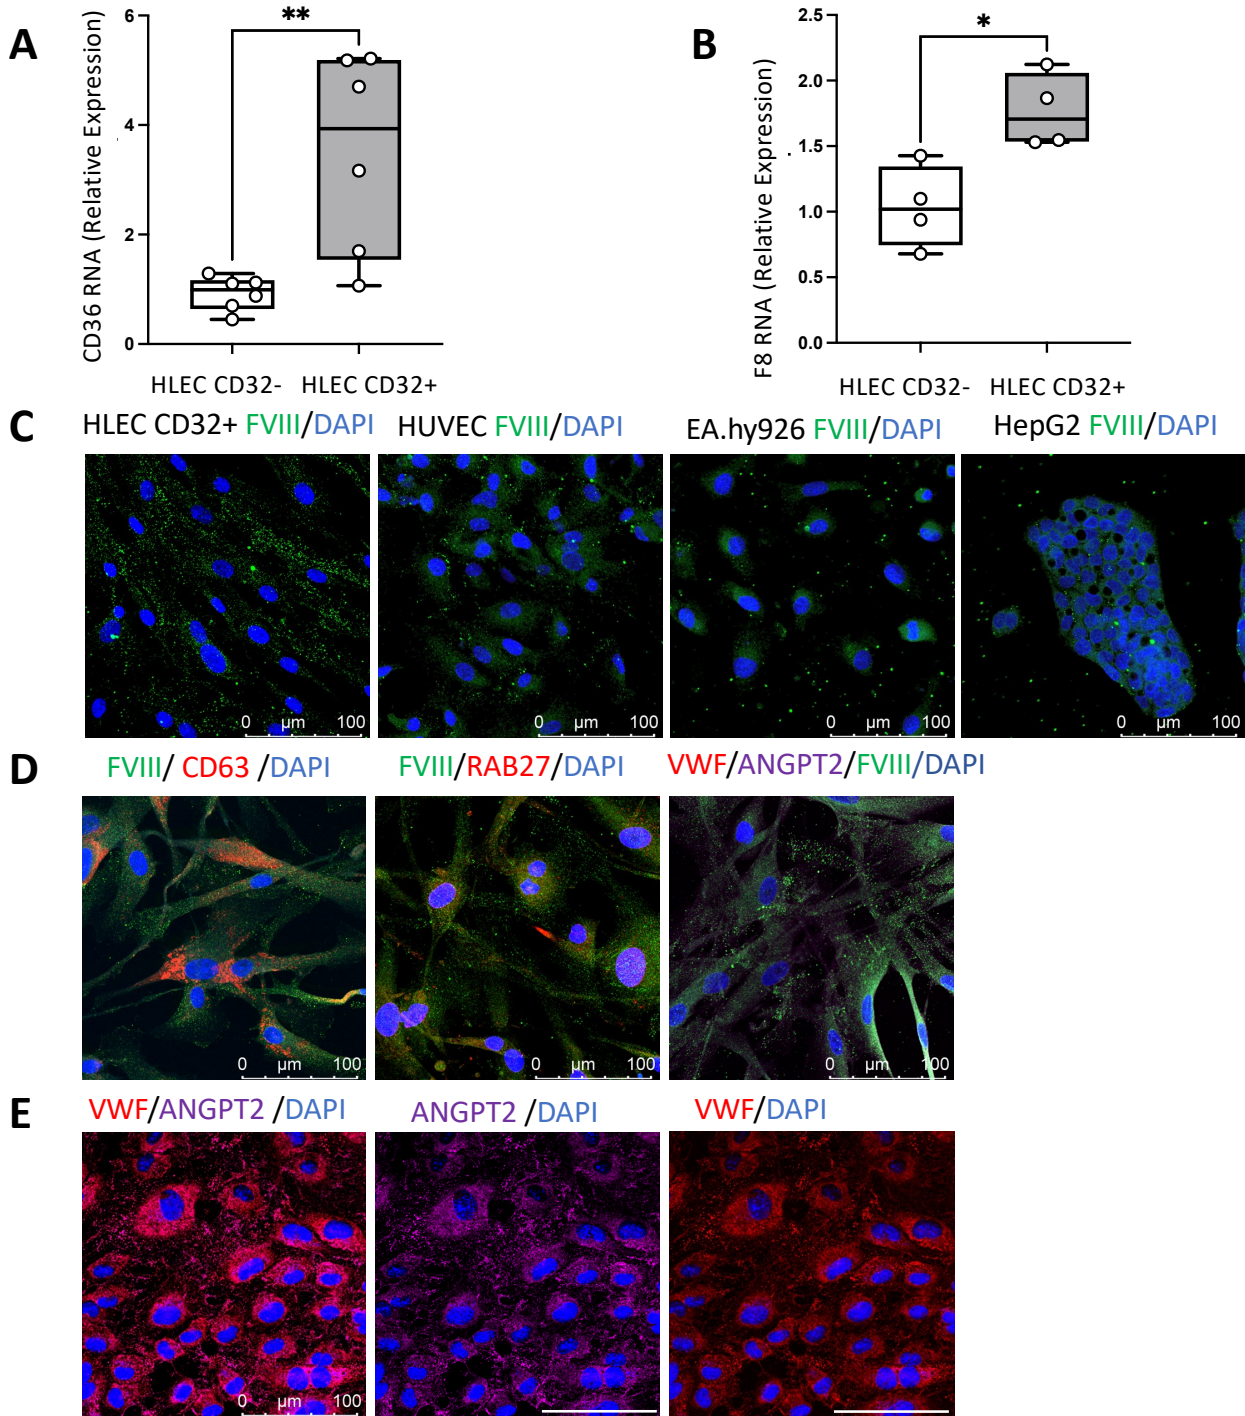 A
CD36 RNA (Relative Expression)
6
4
2
0
**
HLEC CD32- HLEC CD32+
B
F8 RNA (Relative Expression)
2.5
2.0
1.5
1.0
0.5
0.0
*
HLEC CD32- HLEC CD32+
C
HLEC CD32+ FVIII/DAPI
HUVEC FVIII/DAPI
EA.hy926 FVIII/DAPI
HepG2 FVIII/DAPI
0 µm 100
0 µm 100
0 µm 100
0 µm 100
D
FVIII/ CD63 /DAPI
FVIII/RAB27/DAPI
VWF/ANGPT2/FVIII/DAPI
0 µm 100
0 µm 100
0 µm 100
E
VWF/ANGPT2 /DAPI
ANGPT2 /DAPI
VWF/DAPI
0 µm 100